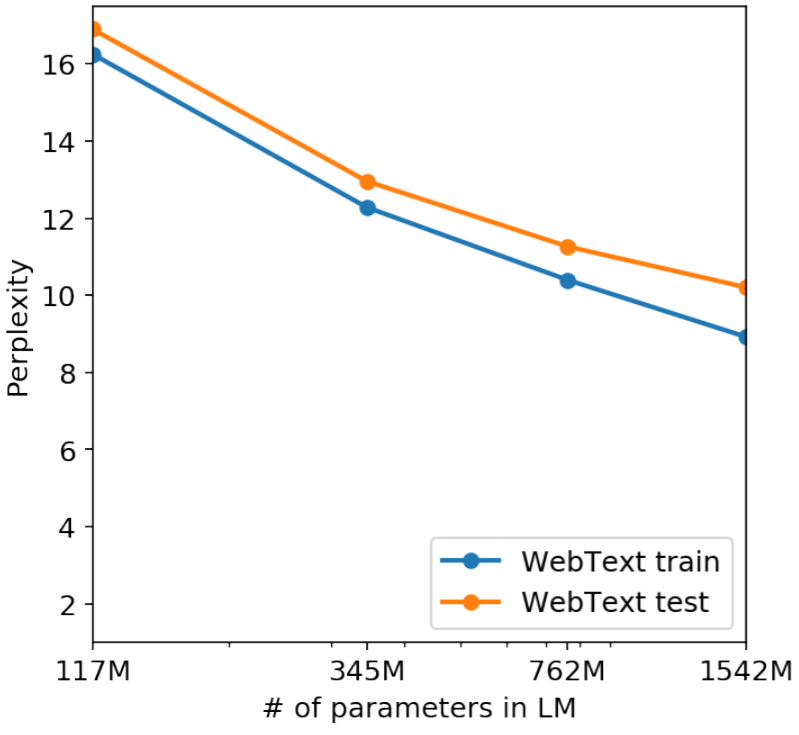 16
14
12
10
8
6
4
2
Perplexity
WebText train
WebText test
117M 345M 762M 1542M
# of parameters in LM